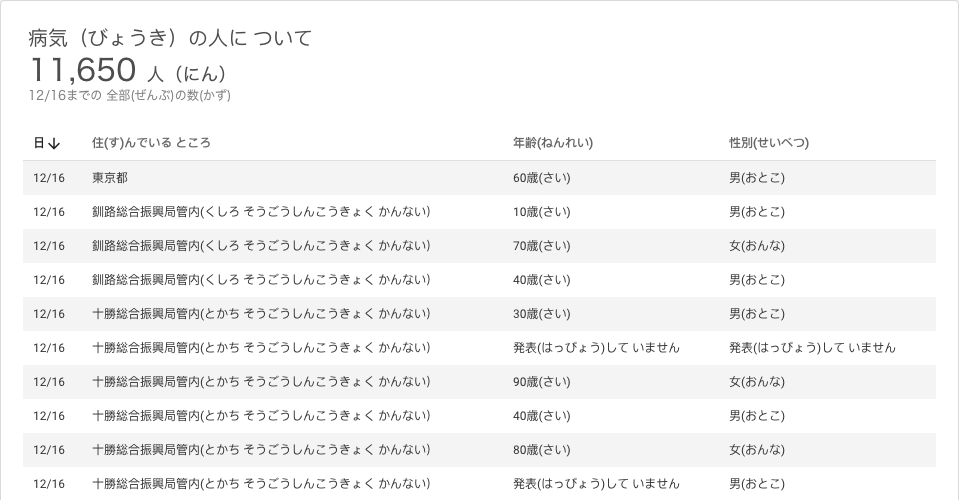 病気（びょうき）の人に ついて
11,650 人（にん）
12/16までの 全部(ぜんぶ)の数(かず)
日↓ 住(す)んでいる ところ 年齢(ねんれい) 性別(せいべつ)
12/16 東京都 60歳(さい) 男(おとこ)
12/16 釧路総合振興局管内(くしろ そうごうしんこうきょく かんない) 10歳(さい) 男(おとこ)
12/16 釧路総合振興局管内(くしろ そうごうしんこうきょく かんない) 70歳(さい) 女(おんな)
12/16 釧路総合振興局管内(くしろ そうごうしんこうきょく かんない) 40歳(さい) 男(おとこ)
12/16 十勝総合振興局管内(とかち そうごうしんこうきょく かんない) 30歳(さい) 男(おとこ)
12/16 十勝総合振興局管内(とかち そうごうしんこうきょく かんない) 発表(はっぴょう)して いません 発表(はっぴょう)して いません
12/16 十勝総合振興局管内(とかち そうごうしんこうきょく かんない) 90歳(さい) 女(おんな)
12/16 十勝総合振興局管内(とかち そうごうしんこうきょく かんない) 40歳(さい) 男(おとこ)
12/16 十勝総合振興局管内(とかち そうごうしんこうきょく かんない) 80歳(さい) 女(おんな)
12/16 十勝総合振興局管内(とかち そうごうしんこうきょく かんない) 発表(はっぴょう)して いません 男(おとこ)